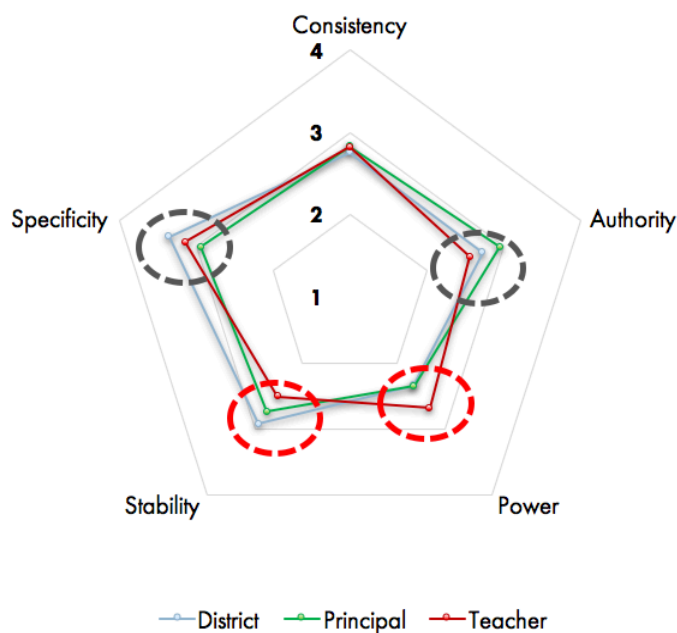 Consistency
4
3
2
1
Specificity
Authority
Stability
Power
District Principal Teacher